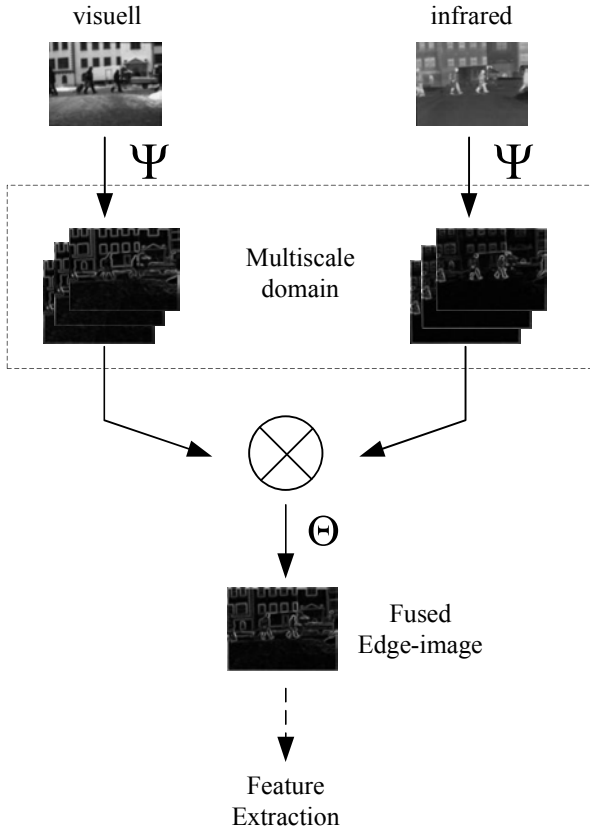 visuell
infrared
Ψ
Ψ
Multiscale
domain
Θ
Fused
Edge-image
Feature
Extraction